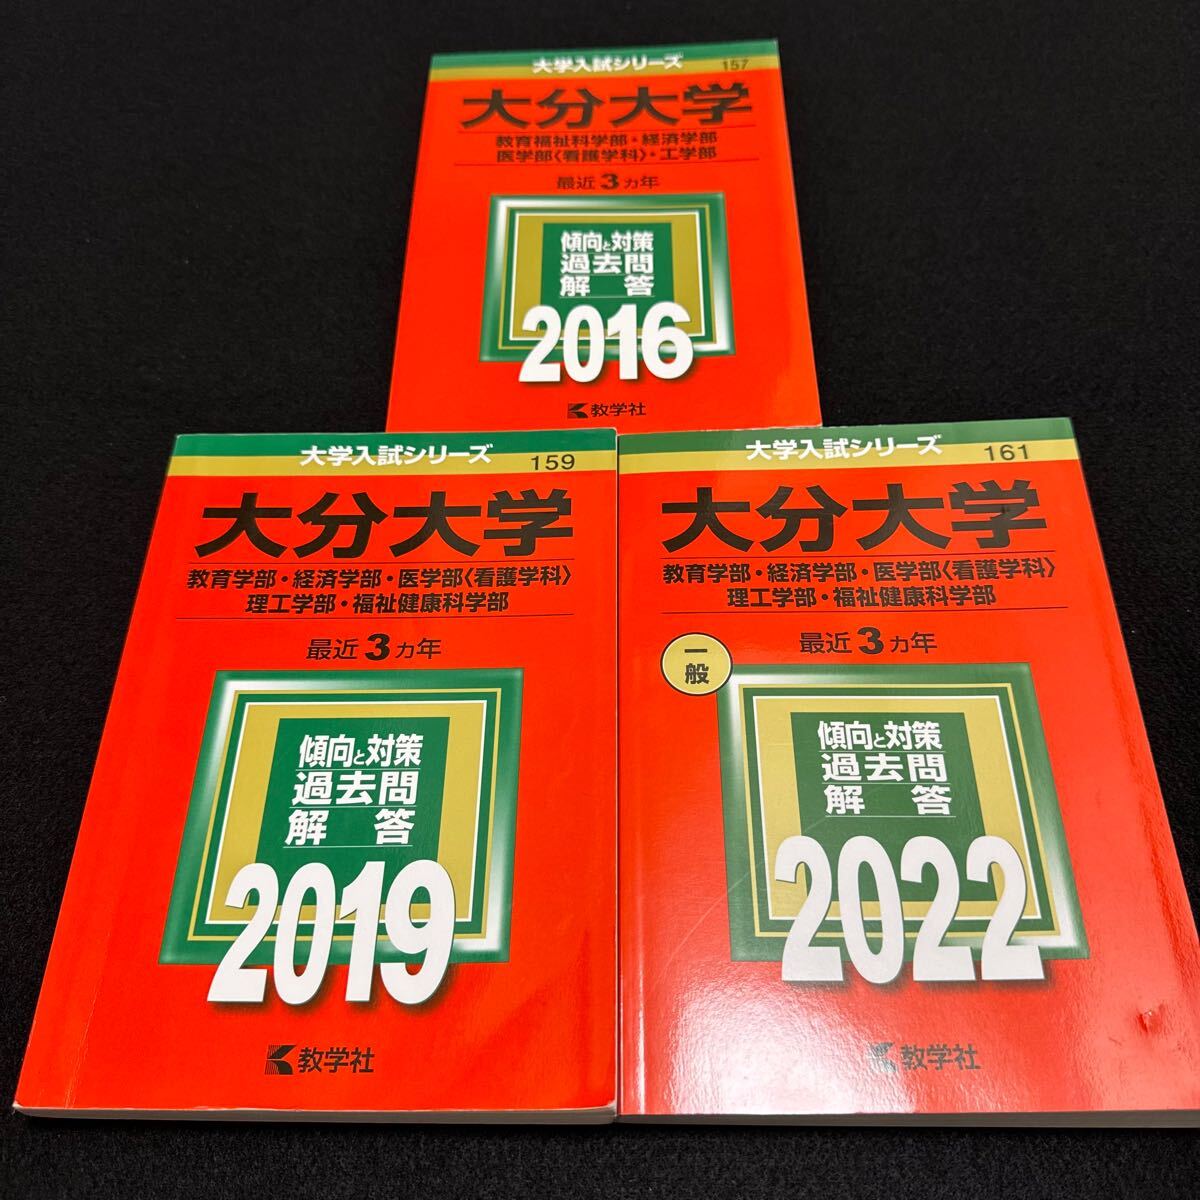 大学入試シリーズ
157
大分大学
教育福祉科学部・経済学部
医学部〈看護学科〉・工学部
最近3カ年
傾向と対策
過去問
解答
2016
教学社
大学入試シリーズ
159
大分大学
教育学部・経済学部・医学部〈看護学科〉
理工学部・福祉健康科学部
最近3カ年
傾向と対策
過去問
解答
2019
教学社
大学入試シリーズ
161
大分大学
教育学部・経済学部・医学部〈看護学科〉
理工学部・福祉健康科学部
一般
最近3カ年
傾向と対策
過去問
解答
2022
教学社